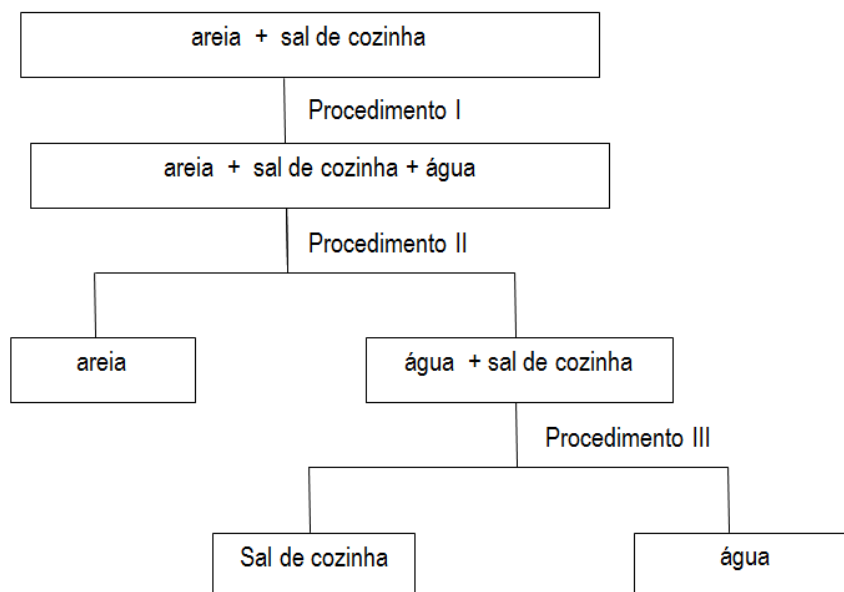 areia + sal de cozinha
Procedimento I
areia + sal de cozinha + água
Procedimento II
areia
água + sal de cozinha
Procedimento III
Sal de cozinha
água